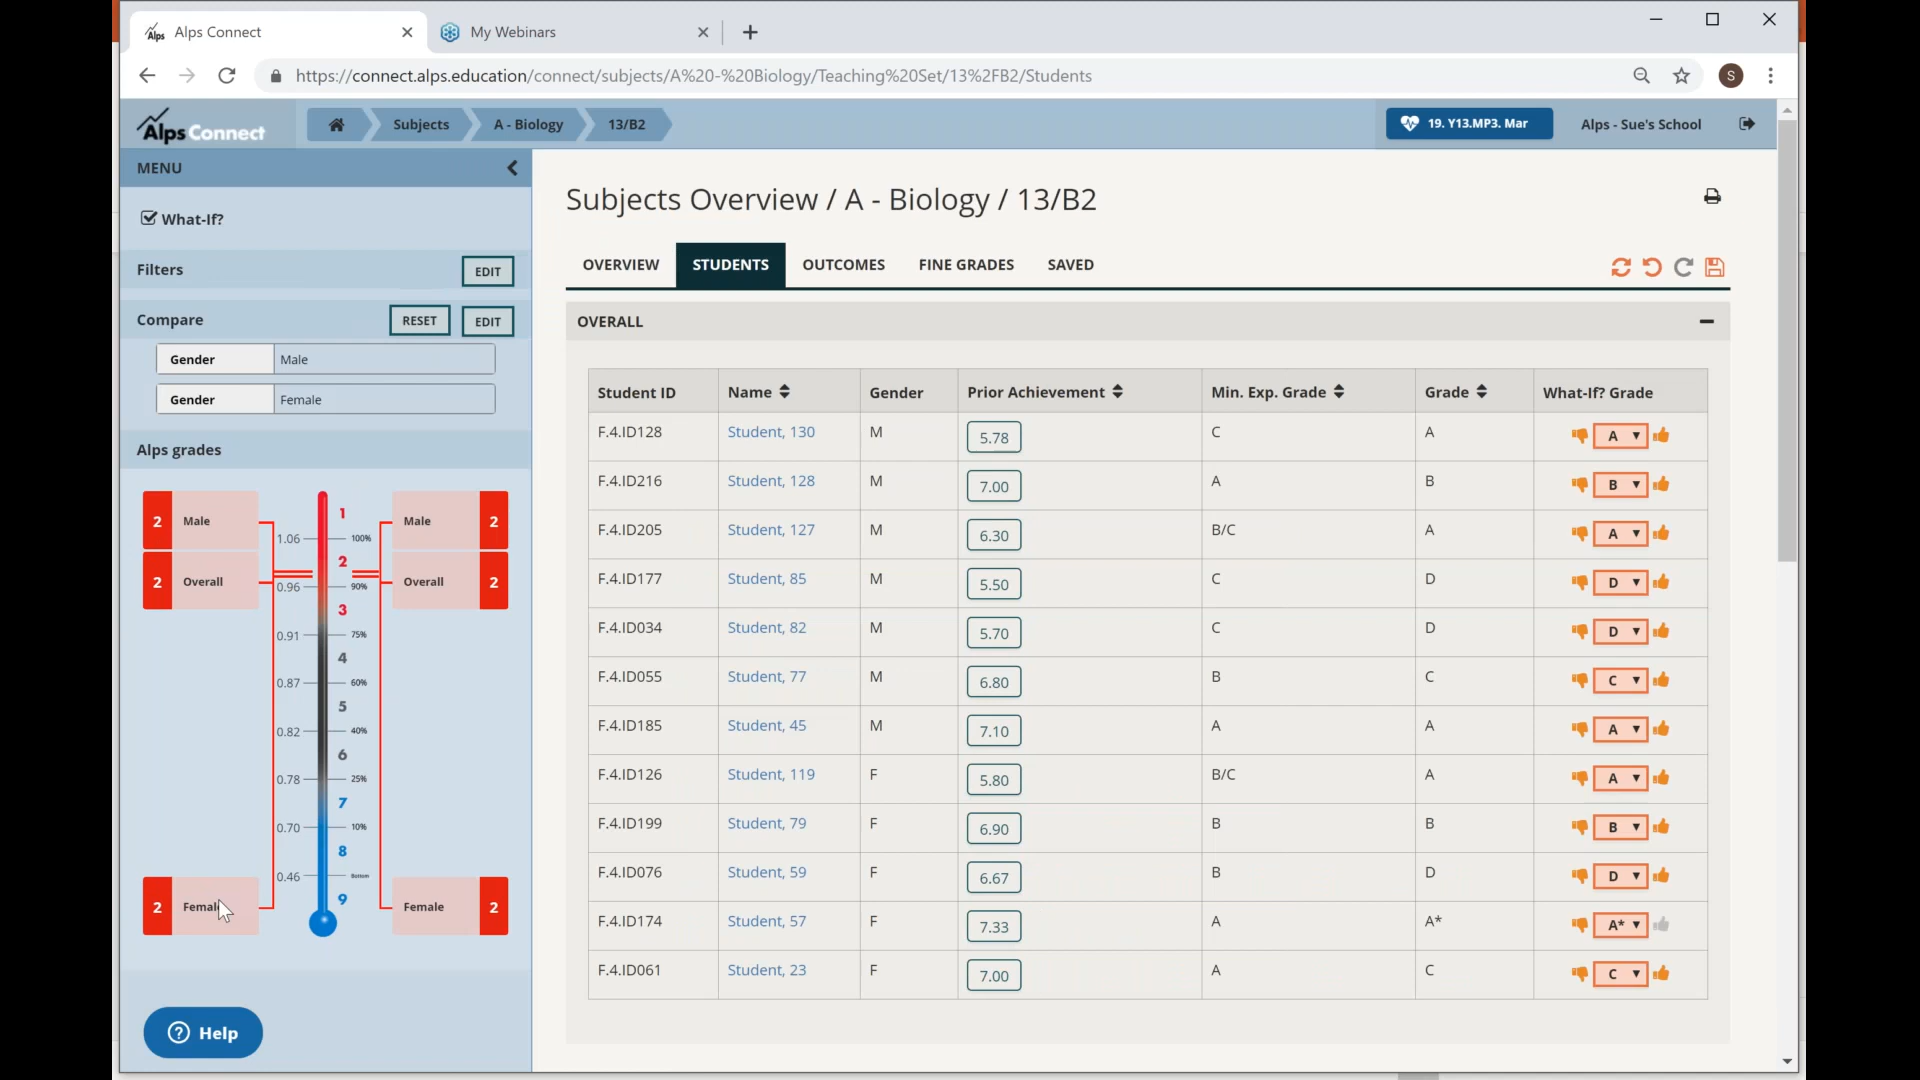 Alps Connect
My Webinars
https://connect.alps.education/connect/subjects/A%20-%20Biology/Teaching%20Set/13%2FB2/Students
S
Alps Connect
Subjects
A - Biology
13/B2
19. Y13.MP3. Mar
Alps - Sue's School
MENU
What-If?
Filters
EDIT
Compare
RESET
EDIT
Gender Male
Gender Female
Alps grades
2 Male
2 Overall
2 Female
1
1.06 100%
2
0.96 90%
3
0.91 75%
4
0.87 60%
5
0.82 40%
6
0.78 25%
7
0.70 10%
8
0.46 Bottom
9
Male 2
Overall 2
Female 2
? Help
Subjects Overview / A - Biology / 13/B2
OVERVIEW STUDENTS OUTCOMES FINE GRADES SAVED
OVERALL
Student ID Name Gender Prior Achievement Min. Exp. Grade Grade What-If? Grade
F.4.ID128 Student, 130 M 5.78 C A A
F.4.ID216 Student, 128 M 7.00 A B B
F.4.ID205 Student, 127 M 6.30 B/C A A
F.4.ID177 Student, 85 M 5.50 C D D
F.4.ID034 Student, 82 M 5.70 C D D
F.4.ID055 Student, 77 M 6.80 B C C
F.4.ID185 Student, 45 M 7.10 A A A
F.4.ID126 Student, 119 F 5.80 B/C A A
F.4.ID199 Student, 79 F 6.90 B B B
F.4.ID076 Student, 59 F 6.67 B D D
F.4.ID174 Student, 57 F 7.33 A A* A*
F.4.ID061 Student, 23 F 7.00 A C C